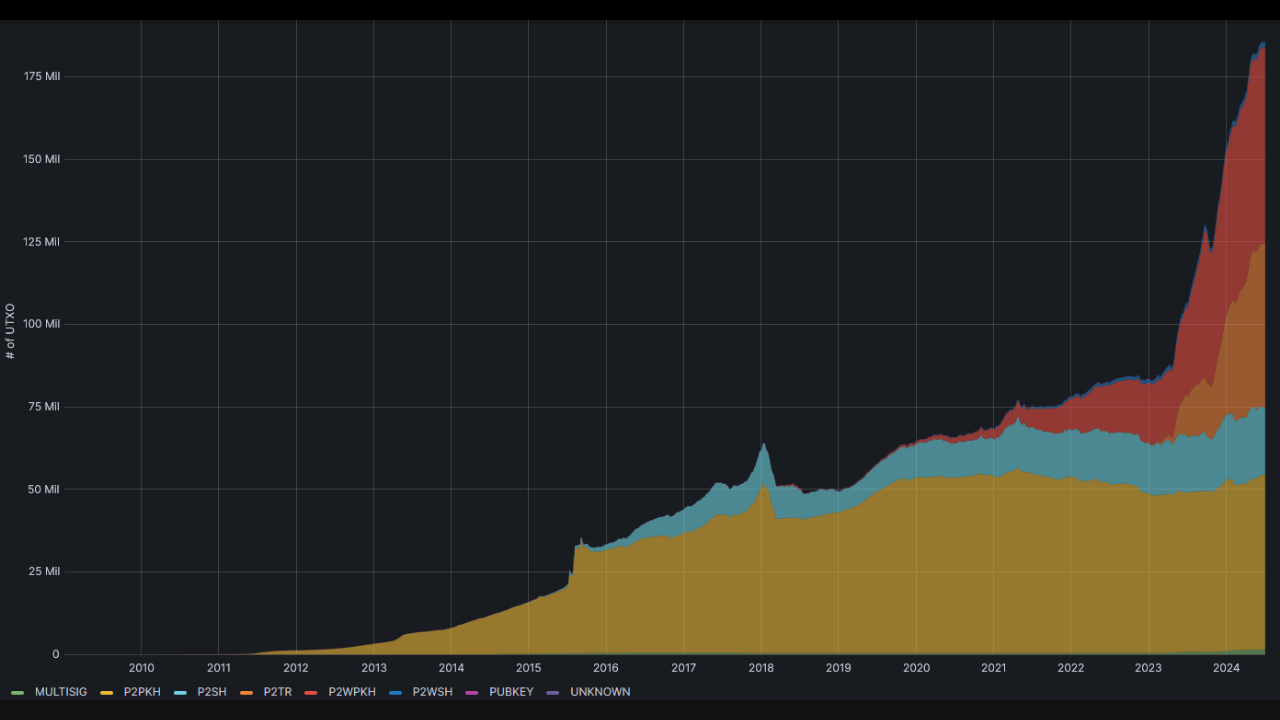 175 Mil
150 Mil
125 Mil
100 Mil
75 Mil
50 Mil
25 Mil
0
# of UTXO
2010 2011 2012 2013 2014 2015 2016 2017 2018 2019 2020 2021 2022 2023 2024
MULTISIG P2PKH P2SH P2TR P2WPKH P2WSH PUBKEY UNKNOWN